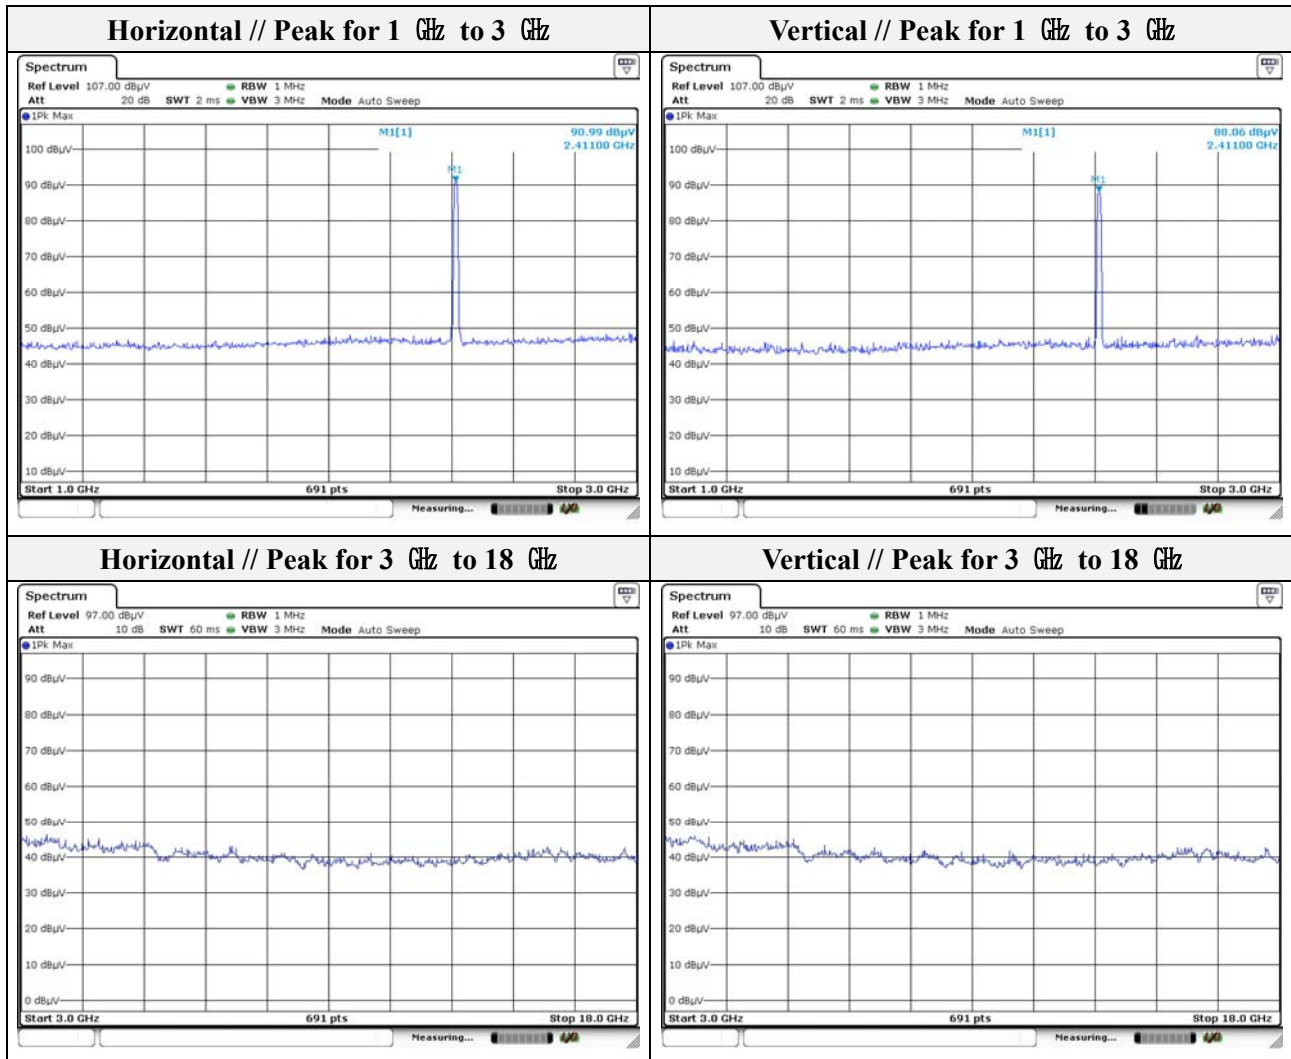 Horizontal // Peak for 1 ㎓ to 3 ㎓
Spectrum
Ref Level 107.00 dBµV RBW 1 MHz
Att 20 dB SWT 2 ms VBW 3 MHz Mode Auto Sweep
1Pk Max
M1[1] 90.99 dBµV
2.41100 GHz
M1
100 dBµV
90 dBµV
80 dBµV
70 dBµV
60 dBµV
50 dBµV
40 dBµV
30 dBµV
20 dBµV
10 dBµV
Start 1.0 GHz 691 pts Stop 3.0 GHz
Measuring...
Vertical // Peak for 1 ㎓ to 3 ㎓
Spectrum
Ref Level 107.00 dBµV RBW 1 MHz
Att 20 dB SWT 2 ms VBW 3 MHz Mode Auto Sweep
1Pk Max
M1[1] 88.06 dBµV
2.41100 GHz
M1
100 dBµV
90 dBµV
80 dBµV
70 dBµV
60 dBµV
50 dBµV
40 dBµV
30 dBµV
20 dBµV
10 dBµV
Start 1.0 GHz 691 pts Stop 3.0 GHz
Measuring...
Horizontal // Peak for 3 ㎓ to 18 ㎓
Spectrum
Ref Level 97.00 dBµV RBW 1 MHz
Att 10 dB SWT 60 ms VBW 3 MHz Mode Auto Sweep
1Pk Max
90 dBµV
80 dBµV
70 dBµV
60 dBµV
50 dBµV
40 dBµV
30 dBµV
20 dBµV
10 dBµV
0 dBµV
Start 3.0 GHz 691 pts Stop 18.0 GHz
Measuring...
Vertical // Peak for 3 ㎓ to 18 ㎓
Spectrum
Ref Level 97.00 dBµV RBW 1 MHz
Att 10 dB SWT 60 ms VBW 3 MHz Mode Auto Sweep
1Pk Max
90 dBµV
80 dBµV
70 dBµV
60 dBµV
50 dBµV
40 dBµV
30 dBµV
20 dBµV
10 dBµV
0 dBµV
Start 3.0 GHz 691 pts Stop 18.0 GHz
Measuring...